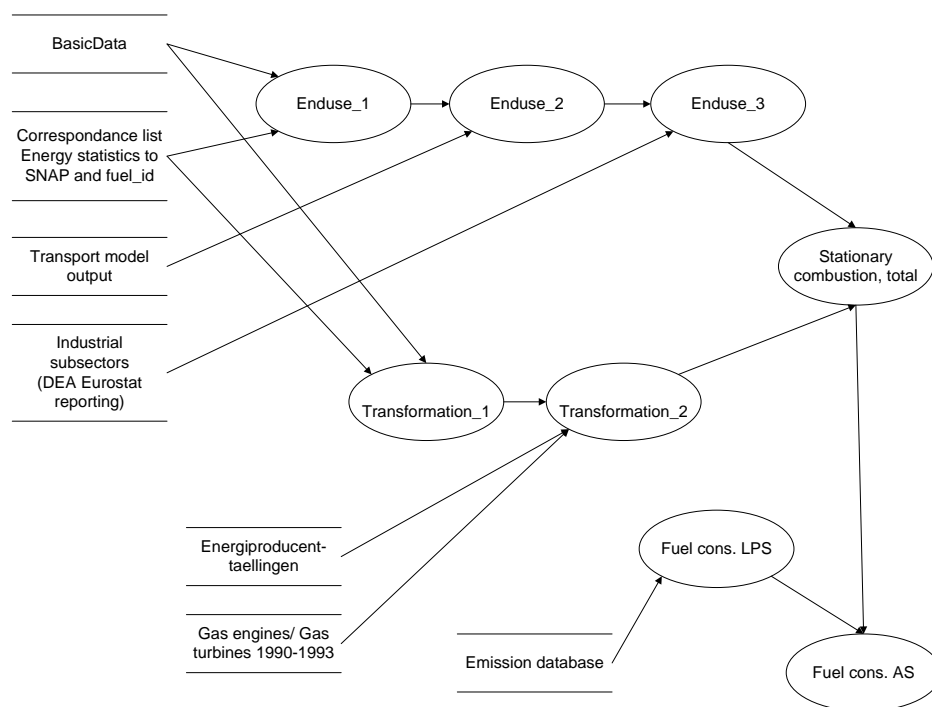 BasicData
Enduse_1
Enduse_2
Enduse_3
Correspondance list
Energy statistics to
SNAP and fuel_id
Transport model
output
Stationary
combustion, total
Industrial
subsectors
(DEA Eurostat
reporting)
Transformation_1
Transformation_2
Energiproducent-
taellingen
Fuel cons. LPS
Gas engines/ Gas
turbines 1990-1993
Emission database
Fuel cons. AS